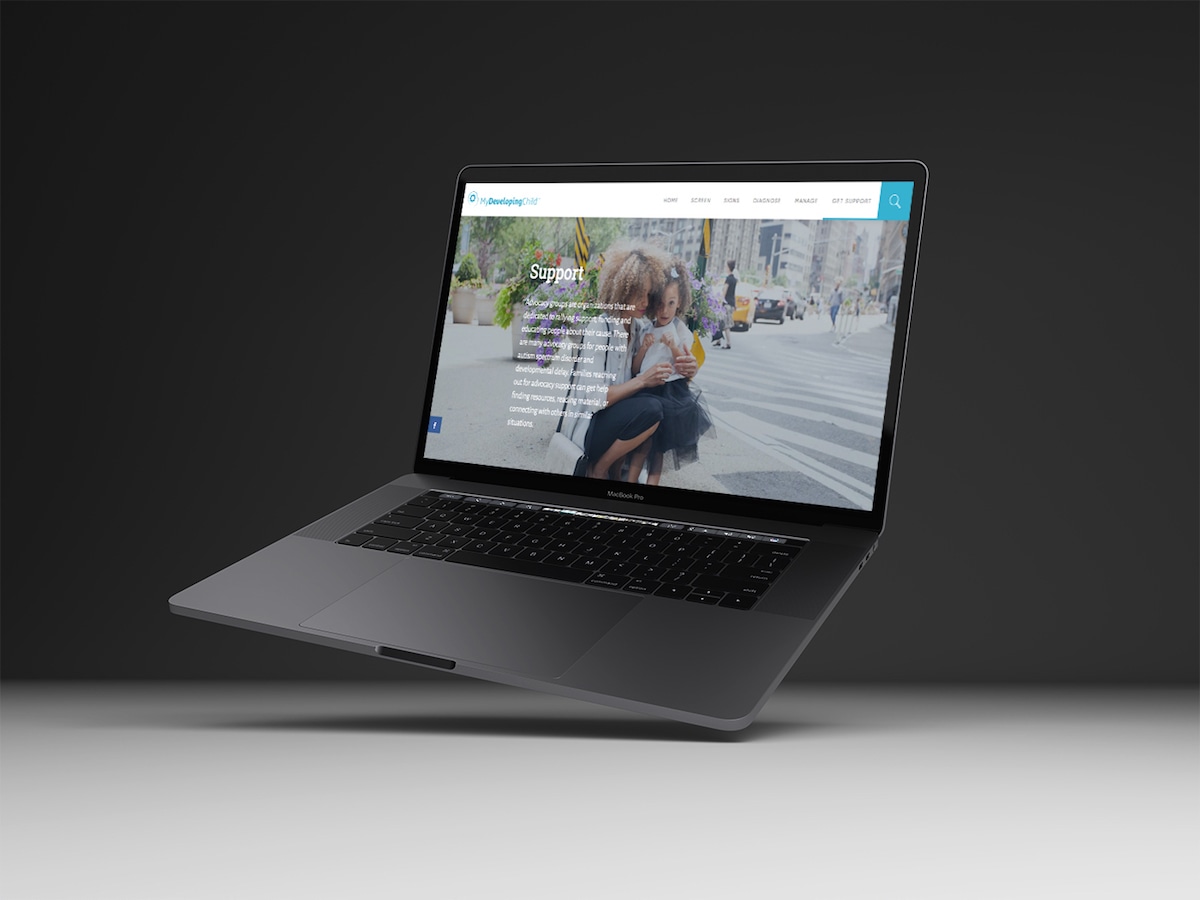 MyDevelopingChild
HOME SCREEN SIGNS DIAGNOSE MANAGE GET SUPPORT
Support
Advocacy groups are organizations that are
dedicated to rallying support, funding and
educating people about their cause. There
are many advocacy groups for people with
autism spectrum disorder and
developmental delay. Families reaching
out for advocacy support can get help
finding resources, reading material, or
connecting with others in similar
situations.
f
MacBook Pro